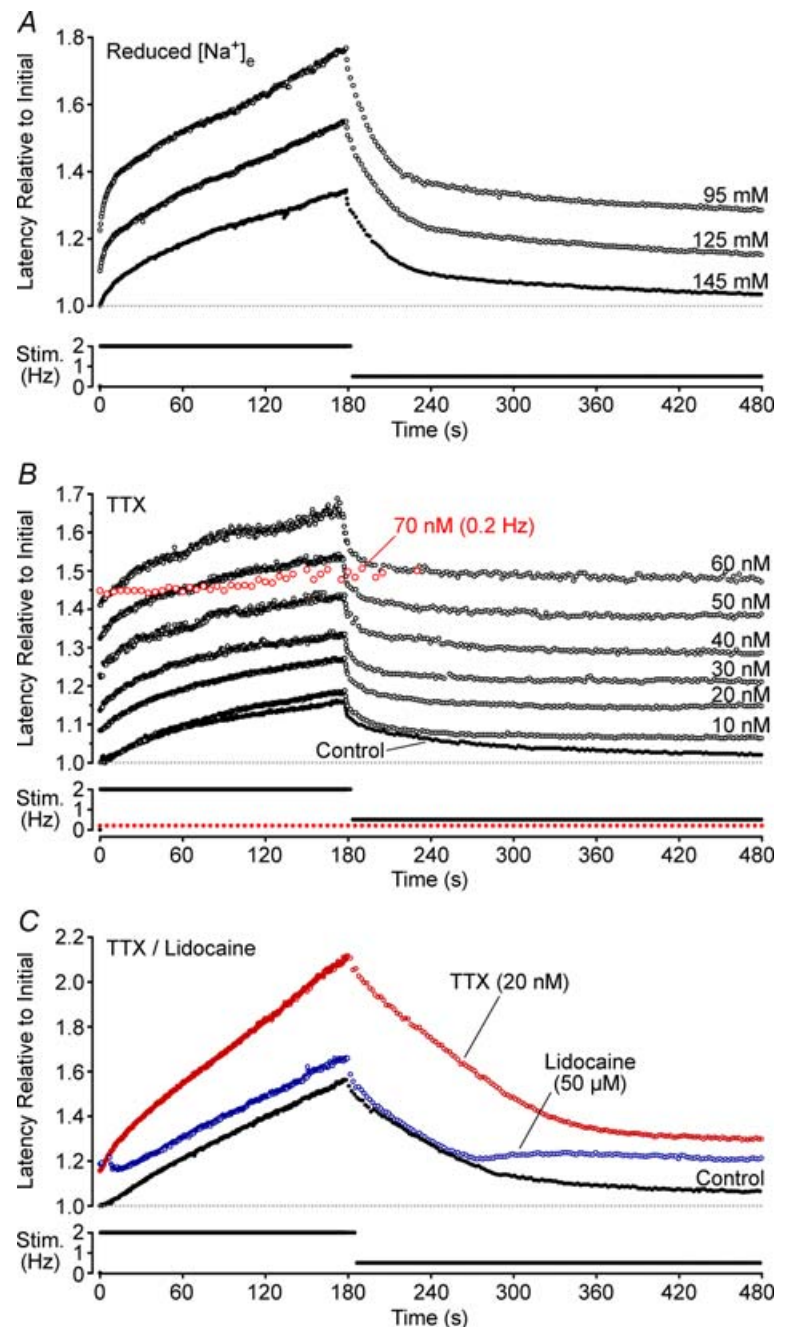 A
Reduced [Na⁺]ₑ
Latency Relative to Initial
1.8
1.6
1.4
1.2
1.0
95 mM
125 mM
145 mM
Stim.
(Hz)
2
1
0
0 60 120 180 240 300 360 420 480
Time (s)
B
TTX
Latency Relative to Initial
1.7
1.6
1.5
1.4
1.3
1.2
1.1
1.0
70 nM (0.2 Hz)
60 nM
50 nM
40 nM
30 nM
20 nM
10 nM
Control
Stim.
(Hz)
2
1
0
0 60 120 180 240 300 360 420 480
Time (s)
C
TTX / Lidocaine
Latency Relative to Initial
2.2
2.0
1.8
1.6
1.4
1.2
1.0
TTX (20 nM)
Lidocaine
(50 µM)
Control
Stim.
(Hz)
2
1
0
0 60 120 180 240 300 360 420 480
Time (s)